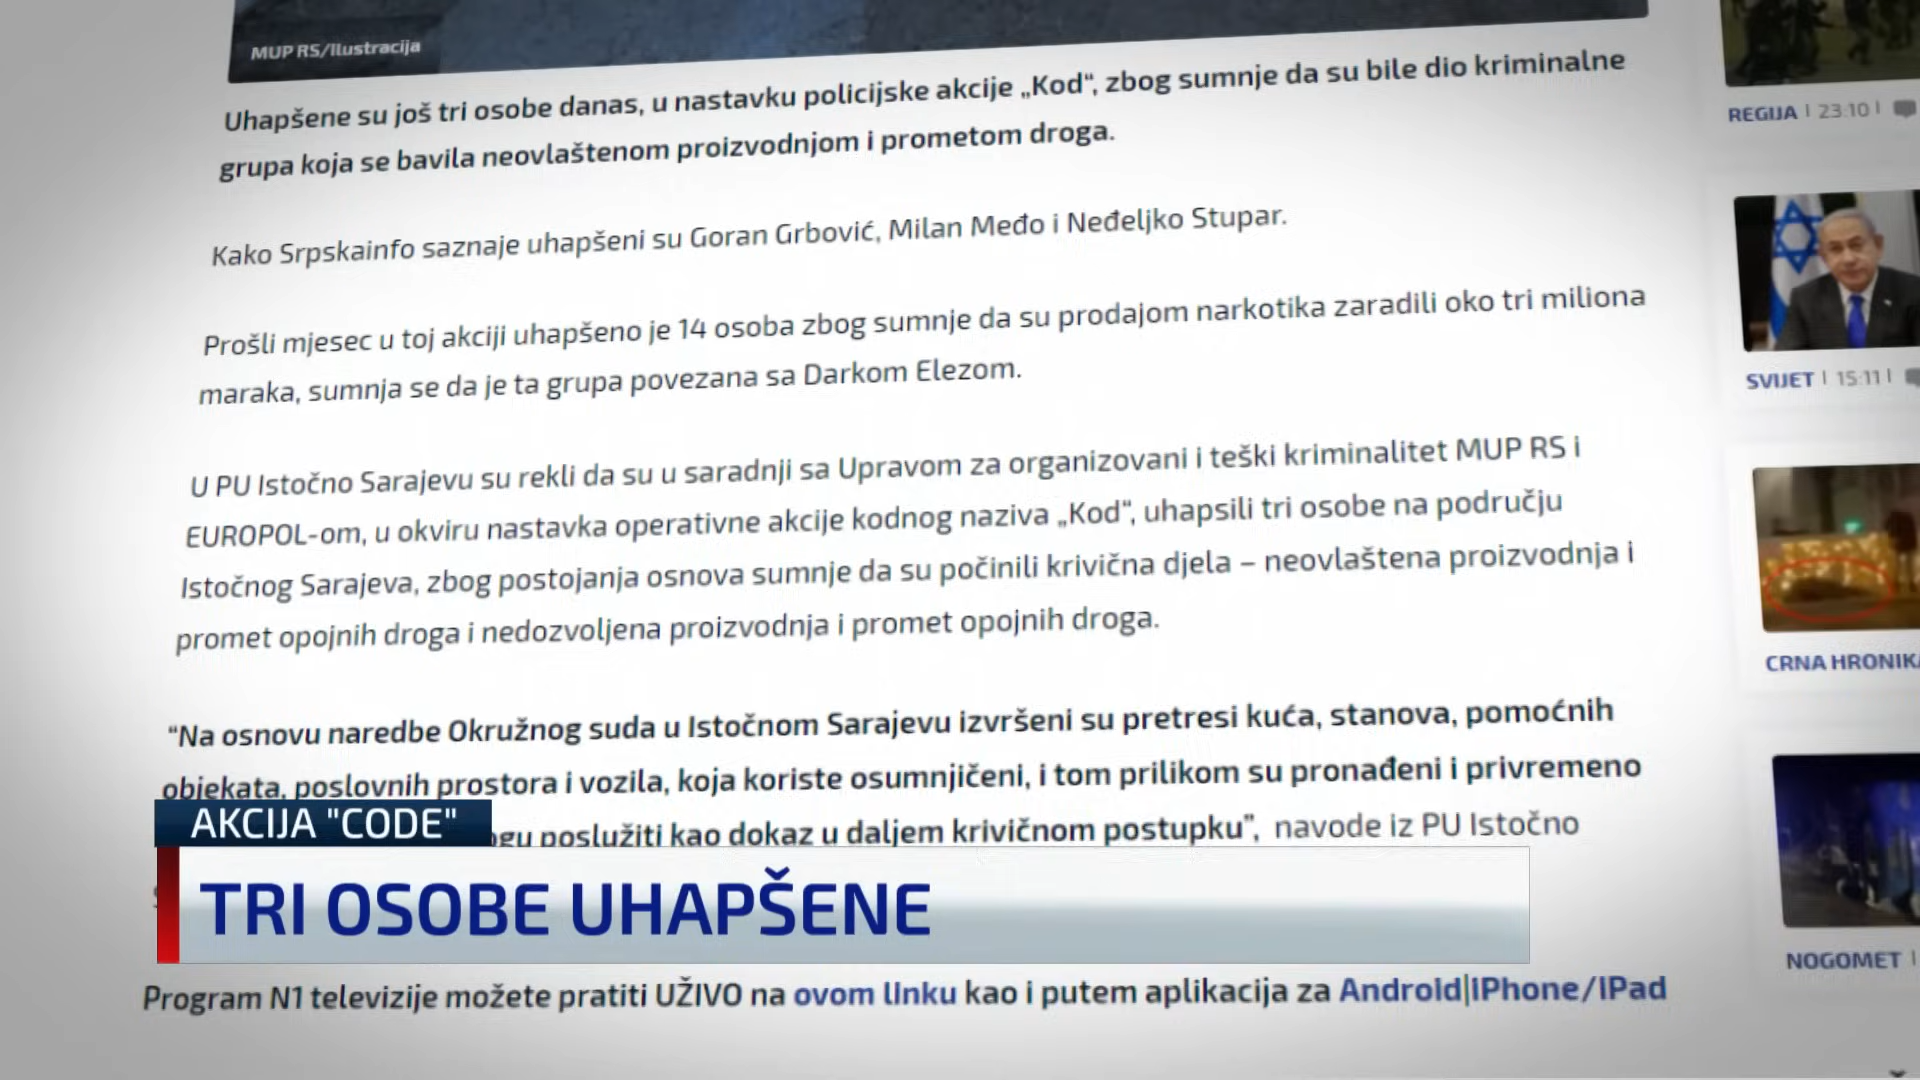 MUP RS/Ilustracija
Uhapšene su još tri osobe danas, u nastavku policijske akcije „Kod“, zbog sumnje da su bile dio kriminalne
grupa koja se bavila neovlaštenom proizvodnjom i prometom droga.
Kako Srpskainfo saznaje uhapšeni su Goran Grbović, Milan Međo i Neđeljko Stupar.
Prošli mjesec u toj akciji uhapšeno je 14 osoba zbog sumnje da su prodajom narkotika zaradili oko tri miliona
maraka, sumnja se da je ta grupa povezana sa Darkom Elezom.
U PU Istočno Sarajevu su rekli da su u saradnji sa Upravom za organizovani i teški kriminalitet MUP RS i
EUROPOL-om, u okviru nastavka operativne akcije kodnog naziva „Kod“, uhapsili tri osobe na području
Istočnog Sarajeva, zbog postojanja osnova sumnje da su počinili krivična djela – neovlaštena proizvodnja i
promet opojnih droga i nedozvoljena proizvodnja i promet opojnih droga.
“Na osnovu naredbe Okružnog suda u Istočnom Sarajevu izvršeni su pretresi kuća, stanova, pomoćnih
objekata, poslovnih prostora i vozila, koja koriste osumnjičeni, i tom prilikom su pronađeni i privremeno
poslužiti kao dokaz u daljem krivičnom postupku”, navode iz PU Istočno
AKCIJA "CODE"
TRI OSOBE UHAPŠENE
Program N1 televizije možete pratiti UŽIVO na ovom linku kao i putem aplikacija za Android|iPhone/iPad
REGIJA | 23:10 |
SVIJET | 15:11 |
CRNA HRONIKA
NOGOMET |